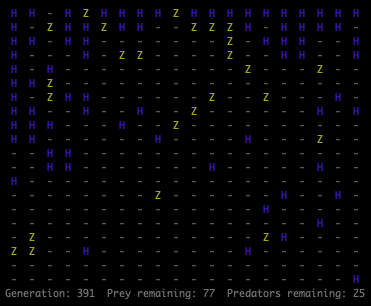 H H - H Z H H H H Z H H H H H H H H H H
H - Z H H Z H H - - Z Z Z H - H H H H -
H H - H H - - - - - - - Z - H H H - - H
H - - - H - Z Z - - - - Z - - H H - - H
H - H - - - - - - - - - - Z - - - Z - -
H H Z - - - - - - - - - - - - - - - - -
H - Z H H - - - - - - Z - - Z - - - H -
H H - - H - - H - - Z - - - - - - H - H
H H H - - - H - - Z - - - - - - - - - -
H H - - - - - - H - - - - H - - - Z - -
- - H H - - - - - - - - - - - - - - - -
- - H H - - - - - - - H - - - - - H - -
H - - - - - - - - - - - - - - - - - - -
- - - - - - - - Z - - - - - - H - - H -
- - - - - - - - - - - - - - H - - - - -
- - - - - - - - - - - - - - - - - H - -
- Z - - - - - - - - - - - - Z H - - - -
Z Z - - H - - - - - - - - H - - - - - -
- - - - - - - - - - - - - - - - - - - -
- - - - - - - - - - - - - - - - - - - H
Generation: 391 Prey remaining: 77 Predators remaining: 25